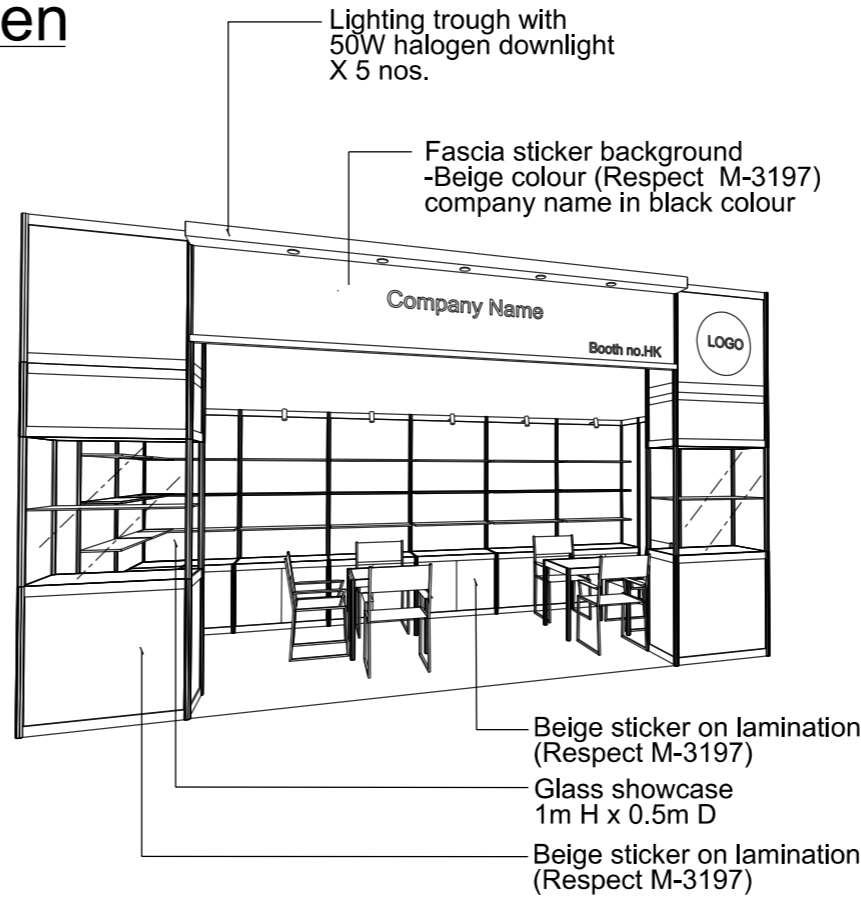 en
Lighting trough with
50W halogen downlight
X 5 nos.
Fascia sticker background
-Beige colour (Respect M-3197)
company name in black colour
Company Name
Booth no.HK
LOGO
Beige sticker on lamination
(Respect M-3197)
Glass showcase
1m H x 0.5m D
Beige sticker on lamination
(Respect M-3197)